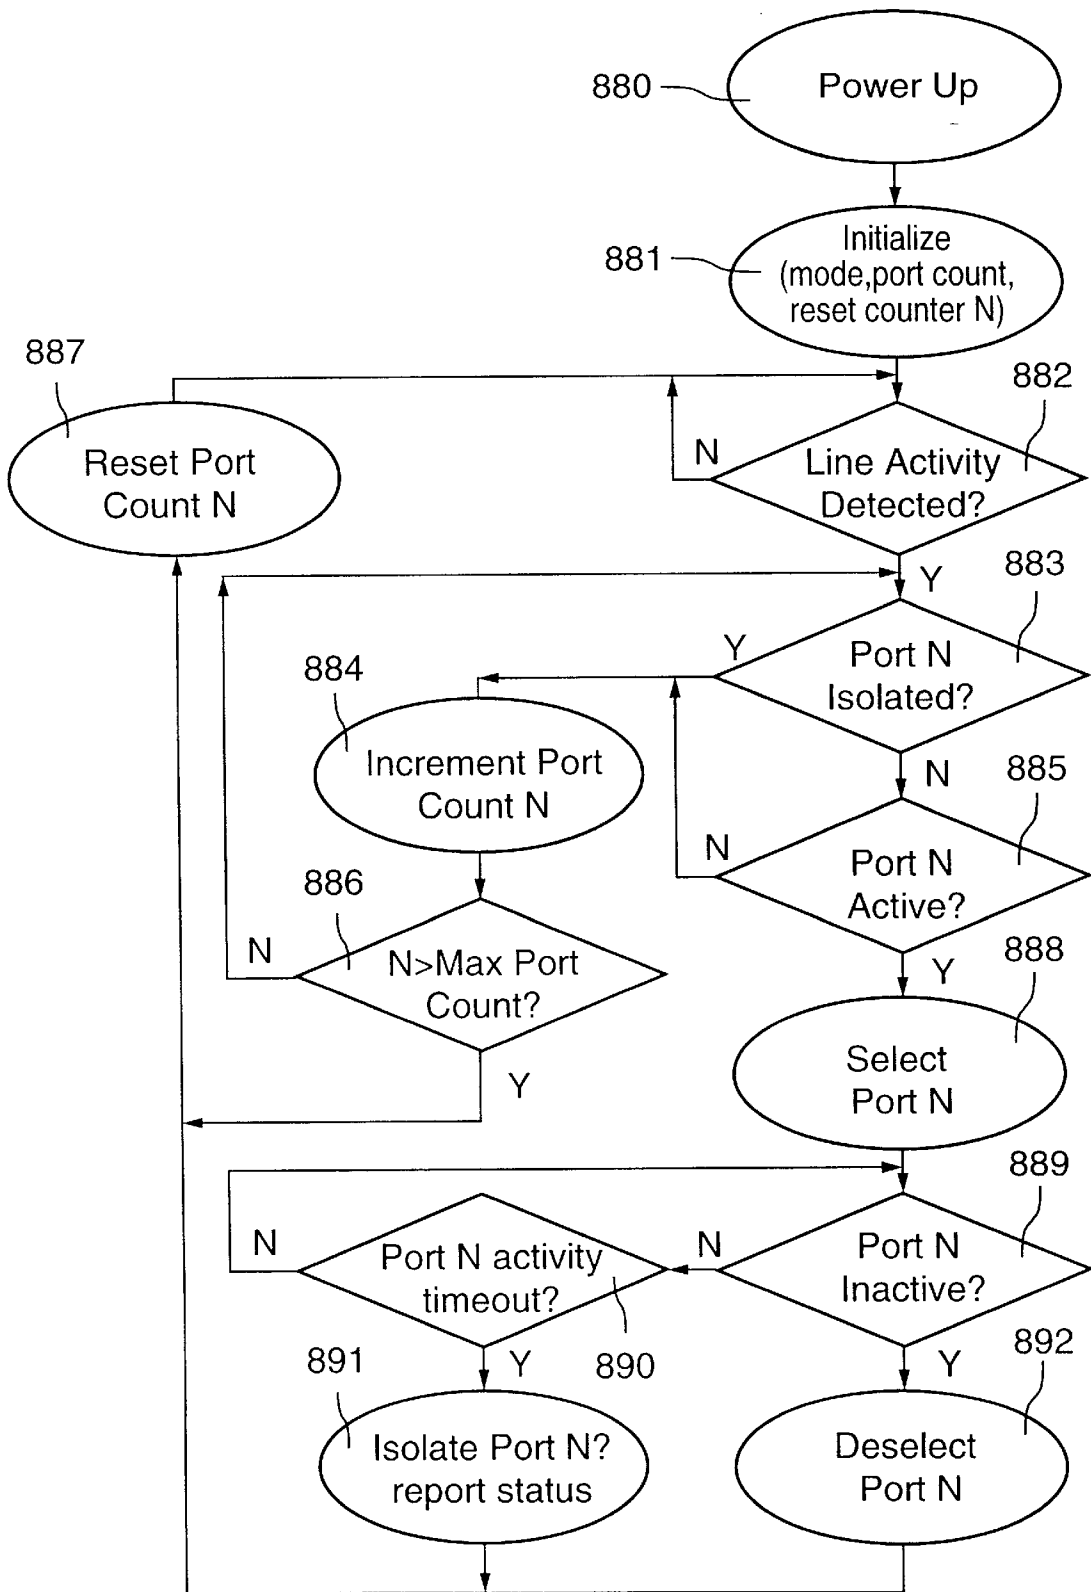 880
Power Up
881
Initialize
(mode,port count,
reset counter N)
887
Reset Port
Count N
882
N
Line Activity
Detected?
Y
883
Y
Port N
Isolated?
884
Increment Port
Count N
N
885
N
Port N
Active?
886
N
N>Max Port
Count?
Y
888
Y
Select
Port N
889
N
Port N activity
timeout?
N
Port N
Inactive?
891
Y
890
Y
892
Isolate Port N?
report status
Deselect
Port N